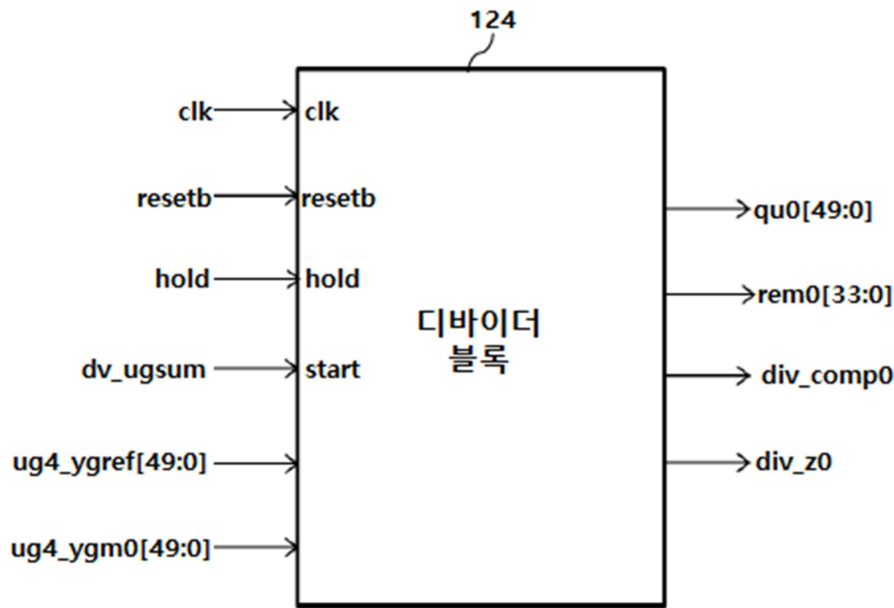 124
clk
clk
resetb
resetb
qu0[49:0]
hold
hold
rem0[33:0]
디바이더
블록
dv_ugsum
start
div_comp0
ug4_ygref[49:0]
div_z0
ug4_ygm0[49:0]